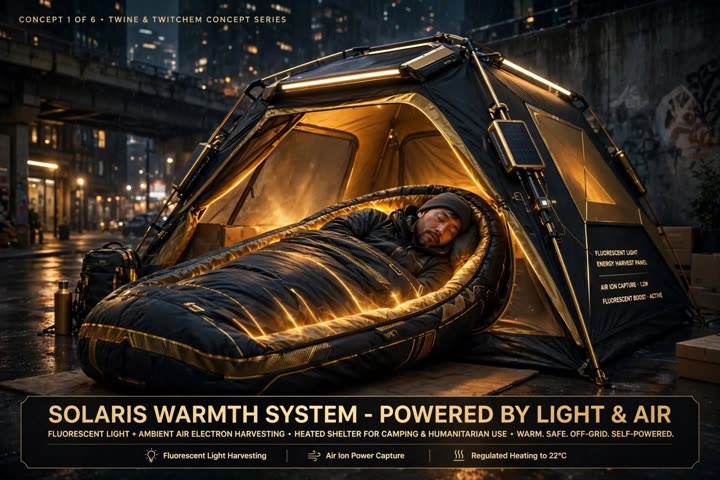 CONCEPT 1 OF 6 • TWINE & TWITCHEM CONCEPT SERIES
FLUORESCENT LIGHT
ENERGY HARVEST PANEL
AIR ION CAPTURE - 1.2W
FLUORESCENT BOOST - ACTIVE
SOLARIS WARMTH SYSTEM - POWERED BY LIGHT & AIR
FLUORESCENT LIGHT + AMBIENT AIR ELECTRON HARVESTING • HEATED SHELTER FOR CAMPING & HUMANITARIAN USE • WARM. SAFE. OFF-GRID. SELF-POWERED.
Fluorescent Light Harvesting
Air Ion Power Capture
Regulated Heating to 22°C